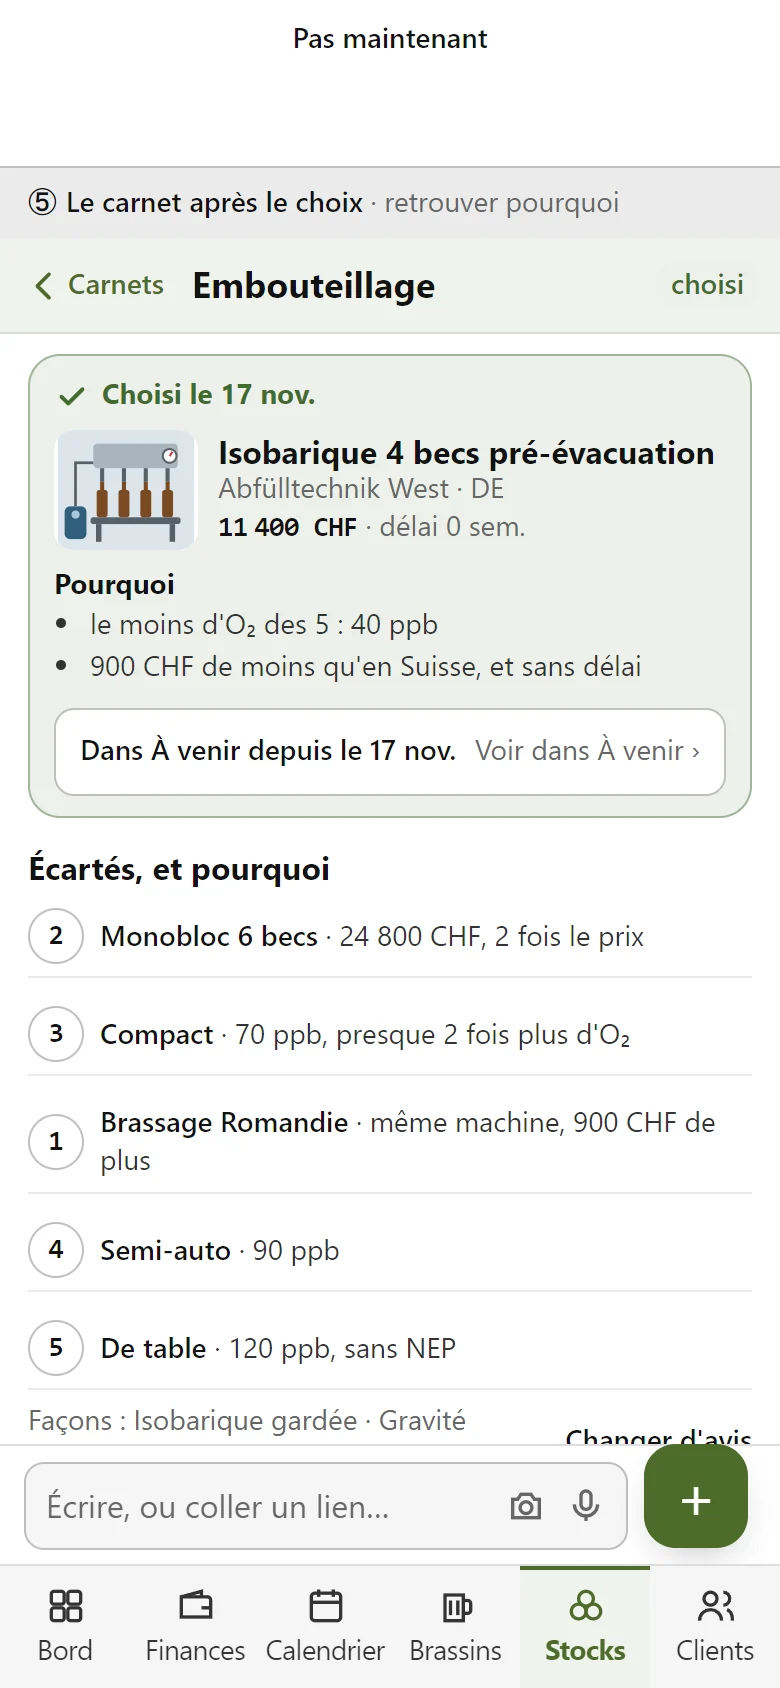 Pas maintenant
⑤ Le carnet après le choix · retrouver pourquoi
Carnets Embouteillage choisi
Choisi le 17 nov.
Isobarique 4 becs pré-évacuation
Abfülltechnik West · DE
11 400 CHF · délai 0 sem.
Pourquoi
• le moins d'O₂ des 5 : 40 ppb
• 900 CHF de moins qu'en Suisse, et sans délai
Dans À venir depuis le 17 nov. Voir dans À venir ›
Écartés, et pourquoi
2 Monobloc 6 becs · 24 800 CHF, 2 fois le prix
3 Compact · 70 ppb, presque 2 fois plus d'O₂
1 Brassage Romandie · même machine, 900 CHF de
plus
4 Semi-auto · 90 ppb
5 De table · 120 ppb, sans NEP
Façons : Isobarique gardée · Gravité
Changer d'avis
Écrire, ou coller un lien…
+
Bord Finances Calendrier Brassins Stocks Clients